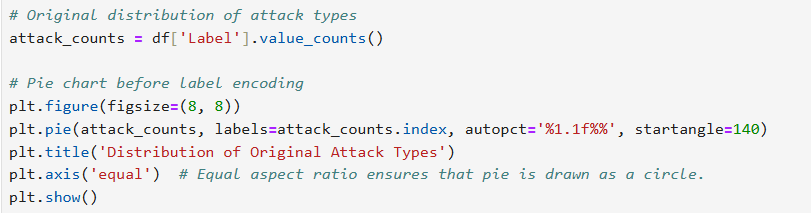 # Original distribution of attack types
attack_counts = df['Label'].value_counts()
# Pie chart before label encoding
plt.figure(figsize=(8, 8))
plt.pie(attack_counts, labels=attack_counts.index, autopct='%1.1f%%', startangle=140)
plt.title('Distribution of Original Attack Types')
plt.axis('equal')  # Equal aspect ratio ensures that pie is drawn as a circle.
plt.show()